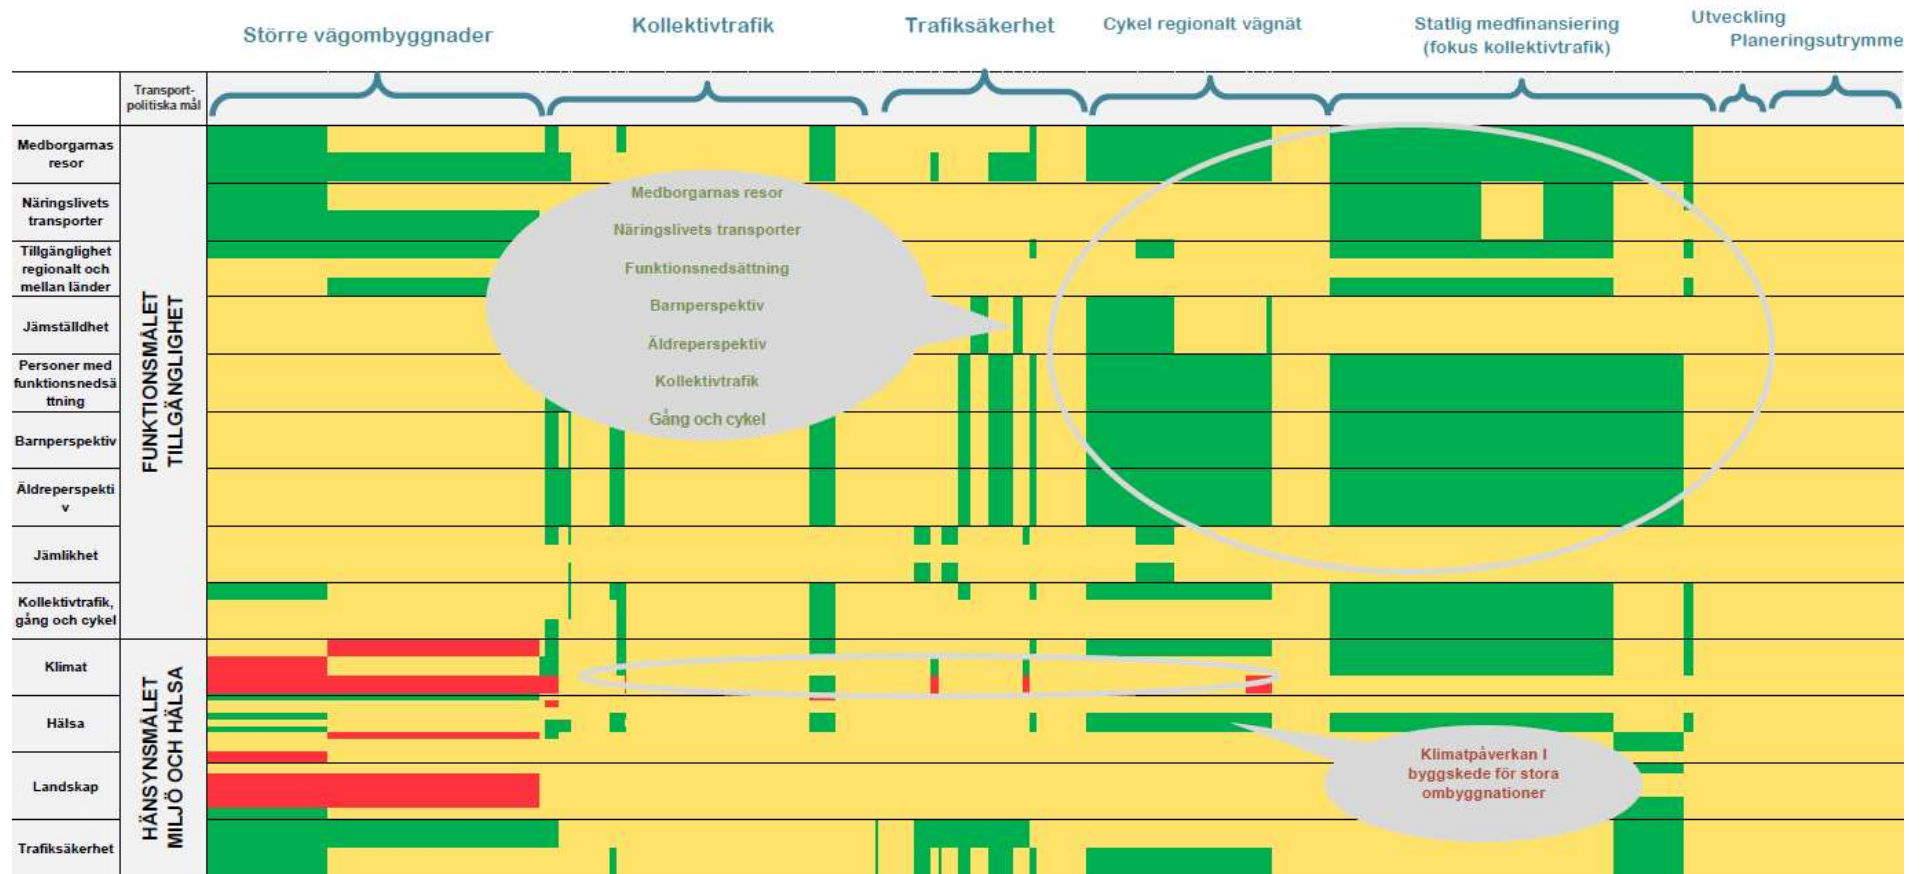 Större vägombyggnader
Kollektivtrafik
Trafiksäkerhet
Cykel regionalt vägnät
Statlig medfinansiering
(fokus kollektivtrafik)
Utveckling
Planeringsutrymme
Transport-
politiska mål
FUNKTIONSMÅLET
TILLGÄNGLIGHET
Medborgarnas
resor
Näringslivets
transporter
Tillgänglighet
regionalt och
mellan länder
Jämställdhet
Personer med
funktionsnedsä
ttning
Barnperspektiv
Äldreperspekti
v
Jämlikhet
Kollektivtrafik,
gång och cykel
HÄNSYNSMÅLET
MILJÖ OCH HÄLSA
Klimat
Hälsa
Landskap
Trafiksäkerhet
Medborgarnas resor
Näringslivets transporter
Funktionsnedsättning
Barnperspektiv
Äldreperspektiv
Kollektivtrafik
Gång och cykel
Klimatpåverkan I
byggskede för stora
ombyggnationer